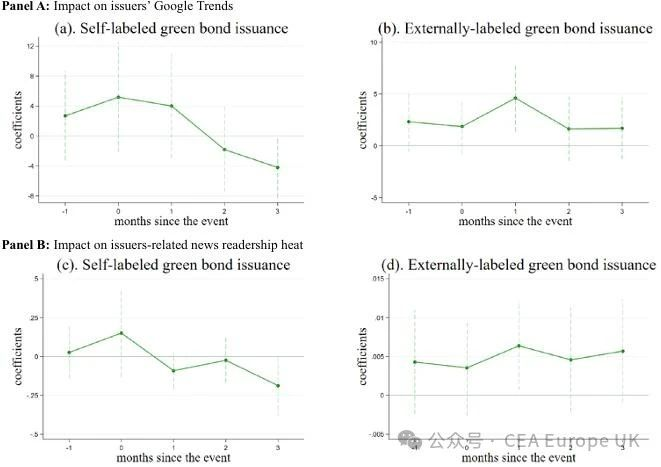 Panel A: Impact on issuers' Google Trends
(a). Self-labeled green bond issuance
(b). Externally-labeled green bond issuance
coefficients
12
8
4
0
-4
-8
-1 0 1 2 3
months since the event
coefficients
10
5
0
-5
-1 0 1 2 3
months since the event
Panel B: Impact on issuers-related news readership heat
(c). Self-labeled green bond issuance
(d). Externally-labeled green bond issuance
coefficients
.5
.25
0
-.25
-.5
-1 0 1 2 3
months since the event
coefficients
.015
.01
.005
0
-.005
-1 0 1 2 3
months since the event
公众号 · CEA Europe UK